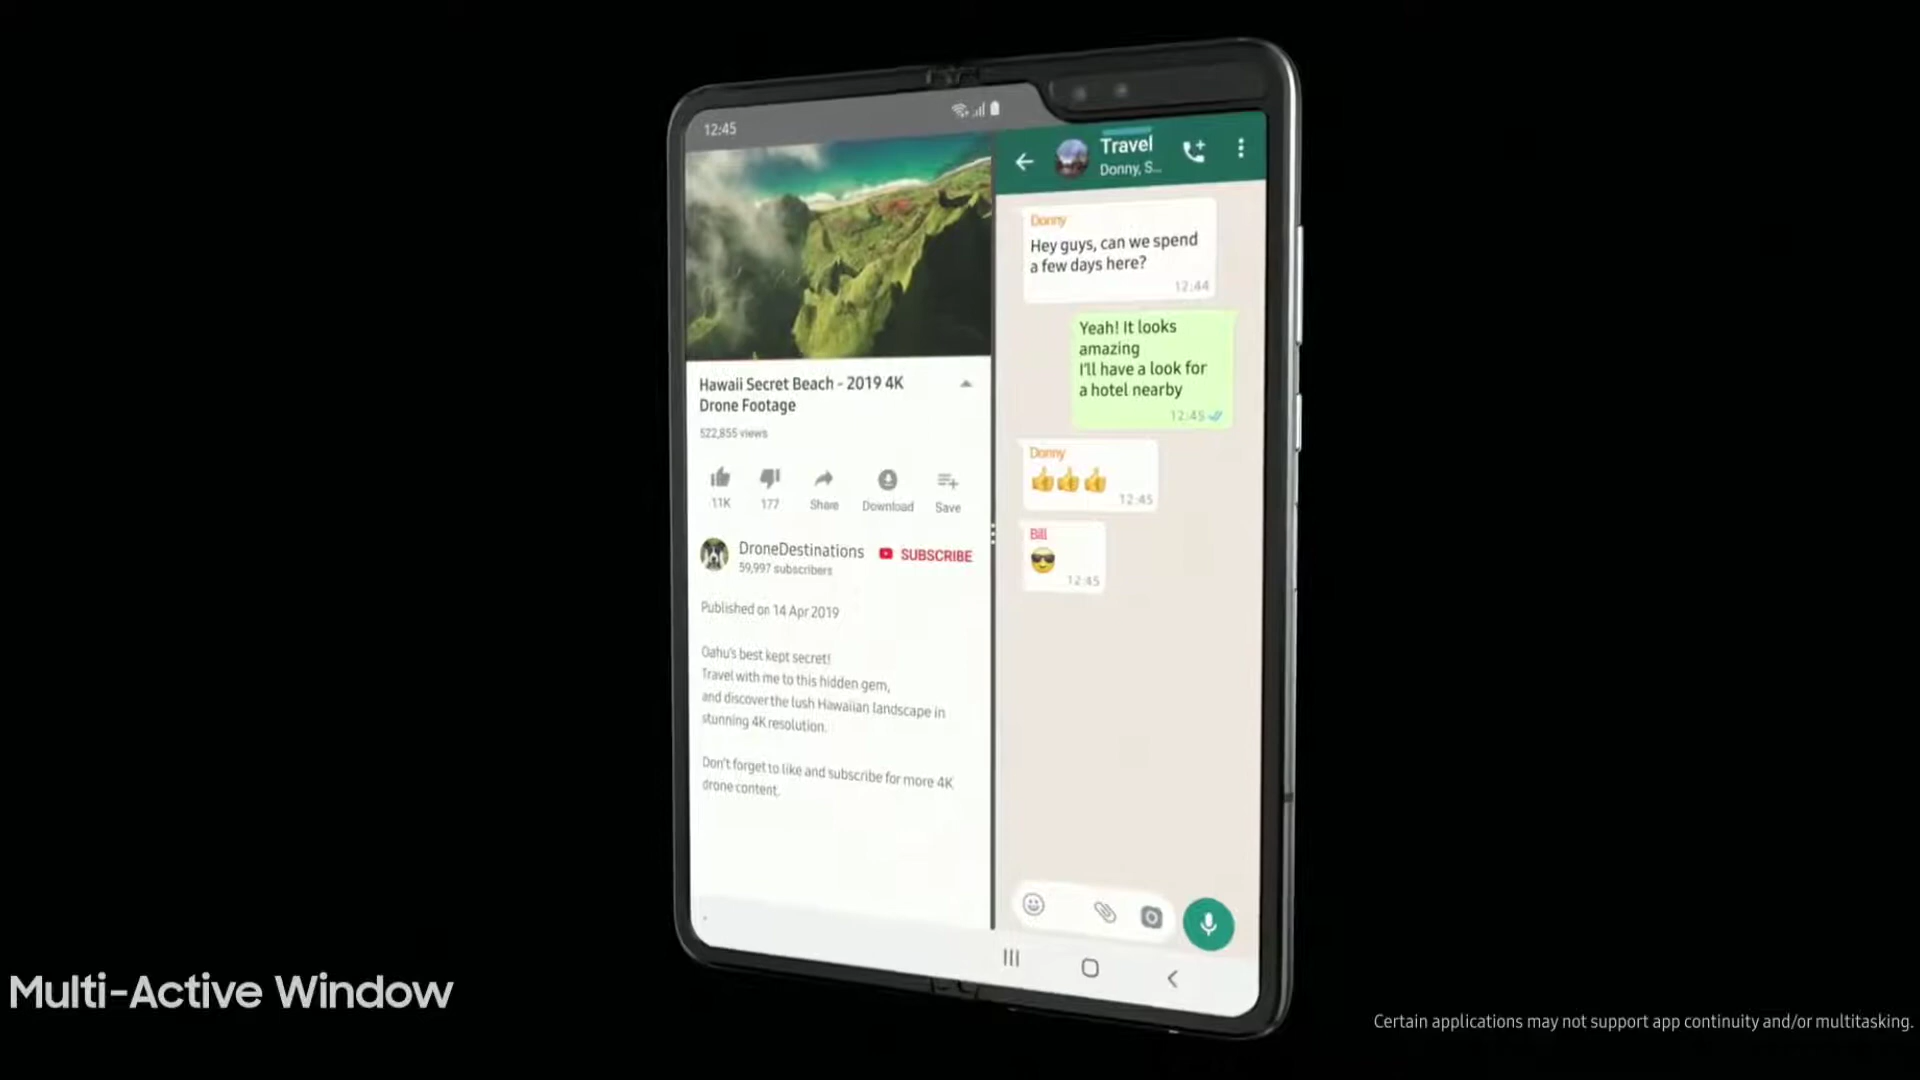 12:45
Hawaii Secret Beach - 2019 4K
Drone Footage
522,855 views
11K
177
Share
Download
Save
DroneDestinations
59,997 subscribers
SUBSCRIBE
Published on 14 Apr 2019
Oahu's best kept secret!
Travel with me to this hidden gem,
and discover the lush Hawaiian landscape in
stunning 4K resolution.
Don't forget to like and subscribe for more 4K
drone content.
Travel
Donny, S...
Donny
Hey guys, can we spend
a few days here?
12:44
Yeah! It looks
amazing
I'll have a look for
a hotel nearby
12:45
Donny
👍👍👍
12:45
Bill
😎
12:45
Multi-Active Window
Certain applications may not support app continuity and/or multitasking.